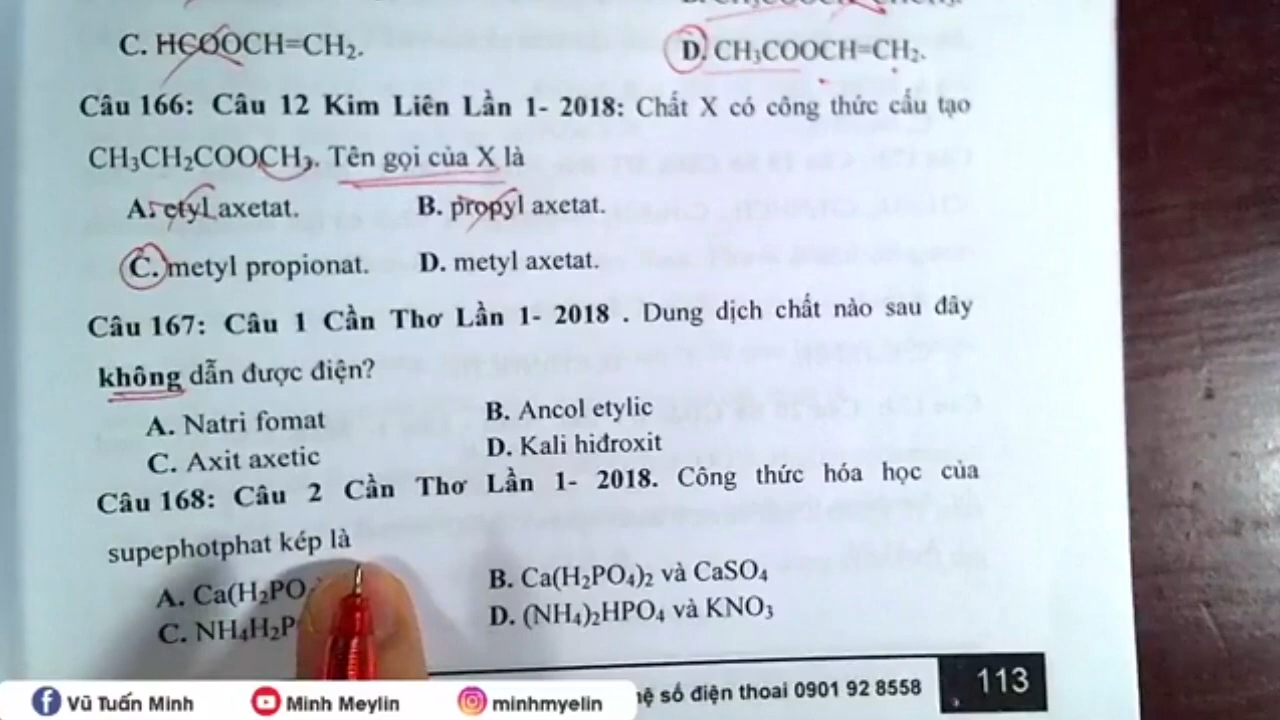 C. HCOOCH=CH₂.
D. CH₃COOCH=CH₂.
Câu 166: Câu 12 Kim Liên Lần 1- 2018: Chất X có công thức cấu tạo
CH₃CH₂COOCH₃. Tên gọi của X là
A. etyl axetat.
B. propyl axetat.
C. metyl propionat.
D. metyl axetat.
Câu 167: Câu 1 Cần Thơ Lần 1- 2018 . Dung dịch chất nào sau đây
không dẫn được điện?
A. Natri fomat
B. Ancol etylic
C. Axit axetic
D. Kali hiđroxit
Câu 168: Câu 2 Cần Thơ Lần 1- 2018. Công thức hóa học của
supephotphat kép là
A. Ca(H₂PO
B. Ca(H₂PO₄)₂ và CaSO₄
C. NH₄H₂P
D. (NH₄)₂HPO₄ và KNO₃
số điện thoai 0901 92 8558
113
Vũ Tuấn Minh
Minh Meylin
minhmyelin